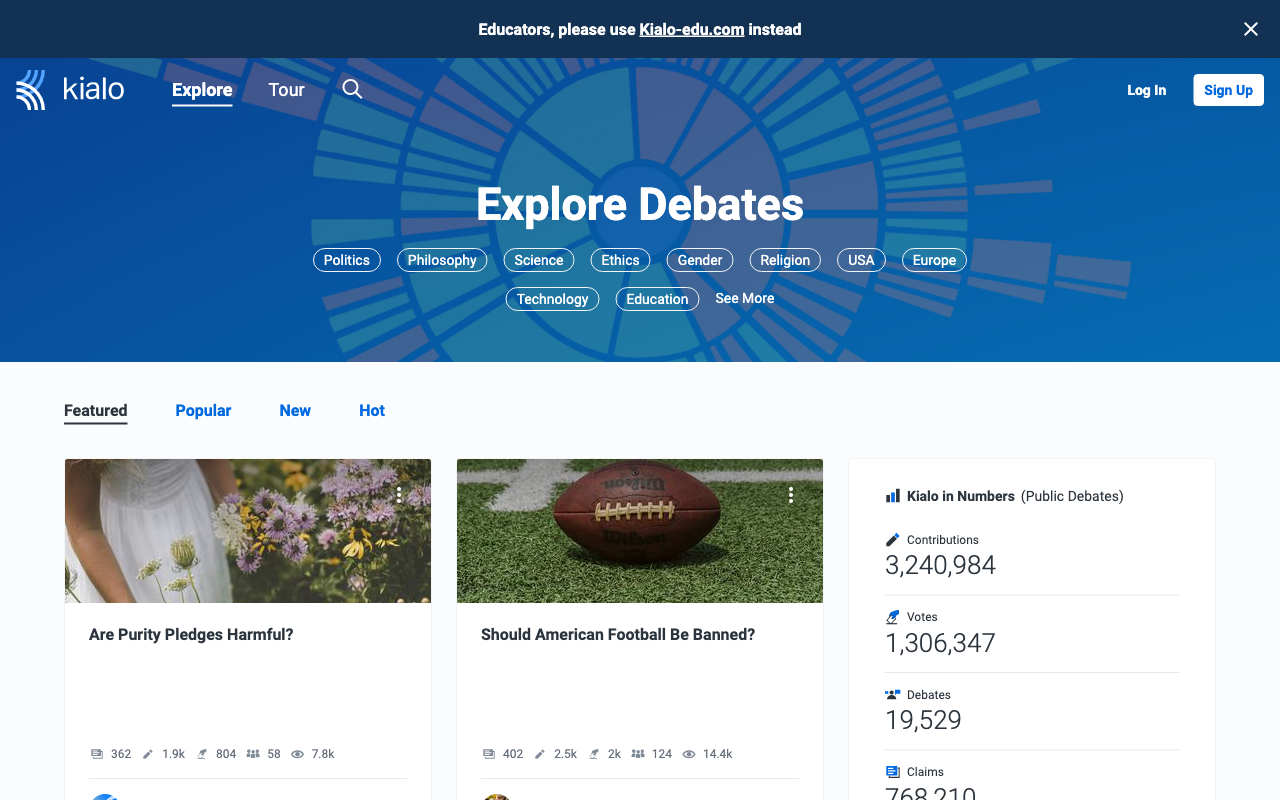 Educators, please use Kialo-edu.com instead
kialo
Explore
Tour
Log In
Sign Up
Explore Debates
Politics
Philosophy
Science
Ethics
Gender
Religion
USA
Europe
Technology
Education
See More
Featured
Popular
New
Hot
Wilson
Wilson
Are Purity Pledges Harmful?
362
1.9k
804
58
7.8k
Should American Football Be Banned?
402
2.5k
2k
124
14.4k
Kialo in Numbers (Public Debates)
Contributions
3,240,984
Votes
1,306,347
Debates
19,529
Claims
768,210